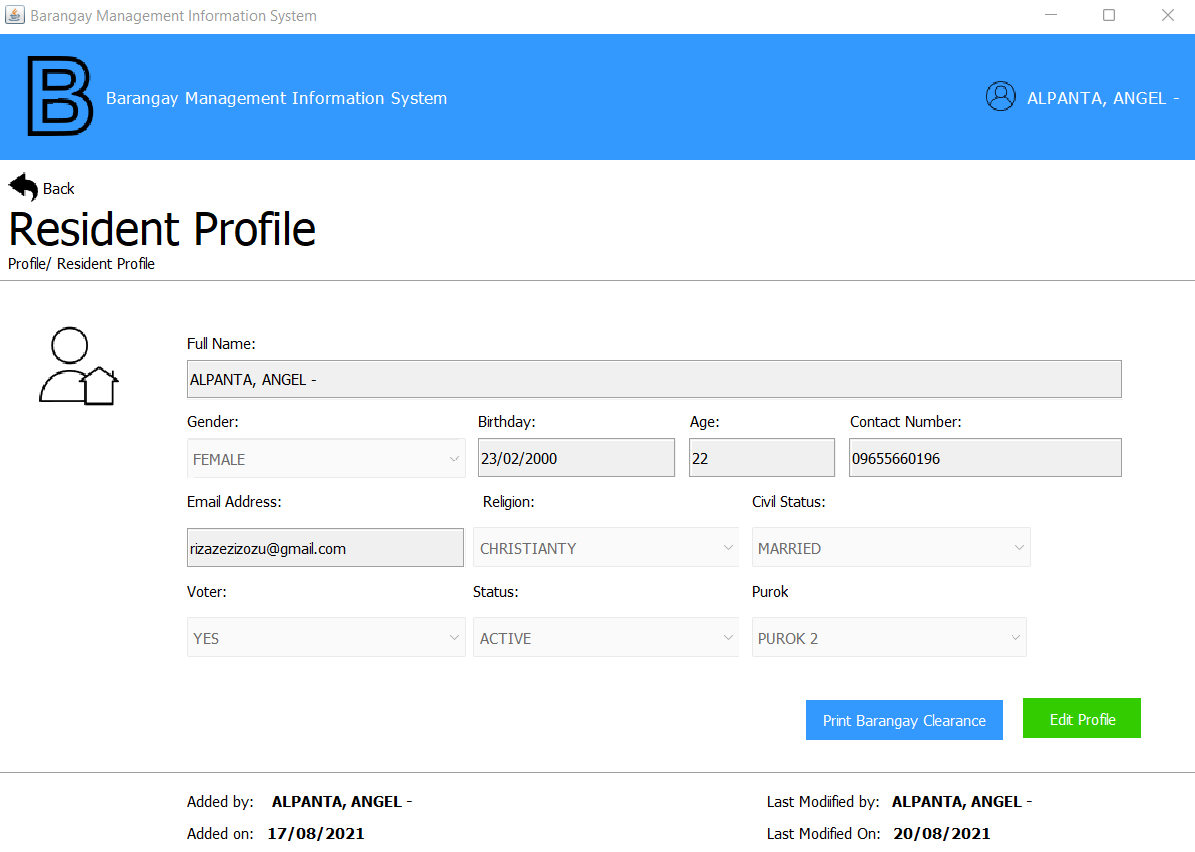 Barangay Management Information System
B
Barangay Management Information System
ALPANTA, ANGEL -
Back
Resident Profile
Profile/ Resident Profile
Full Name:
ALPANTA, ANGEL -
Gender: Birthday: Age: Contact Number:
FEMALE 23/02/2000 22 09655660196
Email Address: Religion: Civil Status:
rizazezizozu@gmail.com CHRISTIANTY MARRIED
Voter: Status: Purok
YES ACTIVE PUROK 2
Print Barangay Clearance Edit Profile
Added by: ALPANTA, ANGEL - Last Modiified by: ALPANTA, ANGEL -
Added on: 17/08/2021 Last Modified On: 20/08/2021